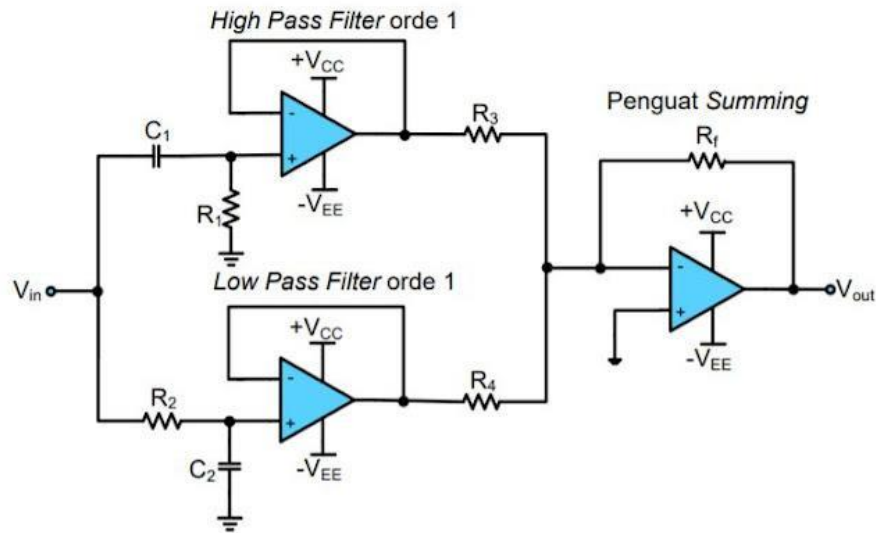 High Pass Filter orde 1
+VCC
C1
R1
-VEE
R3
Penguat Summing
Rf
+VCC
-VEE
Vin
Vout
Low Pass Filter orde 1
+VCC
R2
C2
-VEE
R4